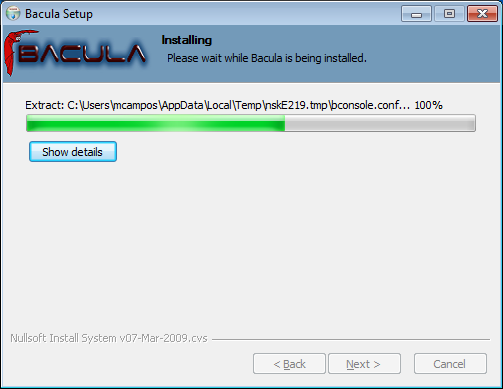 Bacula Setup
BACULA
Installing
Please wait while Bacula is being installed.
Extract: C:\Users\mcampos\AppData\Local\Temp\nskE219.tmp\bconsole.conf... 100%
Show details
Nullsoft Install System v07-Mar-2009.cvs
< Back
Next >
Cancel